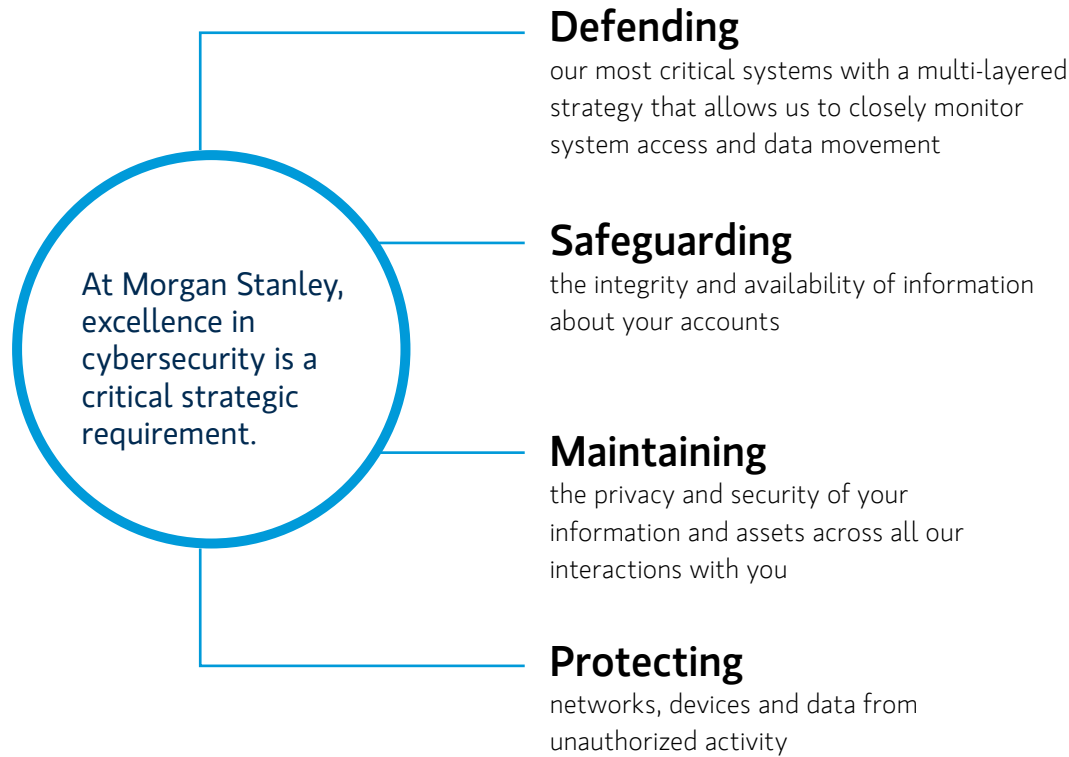 At Morgan Stanley,
excellence in
cybersecurity is a
critical strategic
requirement.
Defending
our most critical systems with a multi-layered
strategy that allows us to closely monitor
system access and data movement
Safeguarding
the integrity and availability of information
about your accounts
Maintaining
the privacy and security of your
information and assets across all our
interactions with you
Protecting
networks, devices and data from
unauthorized activity